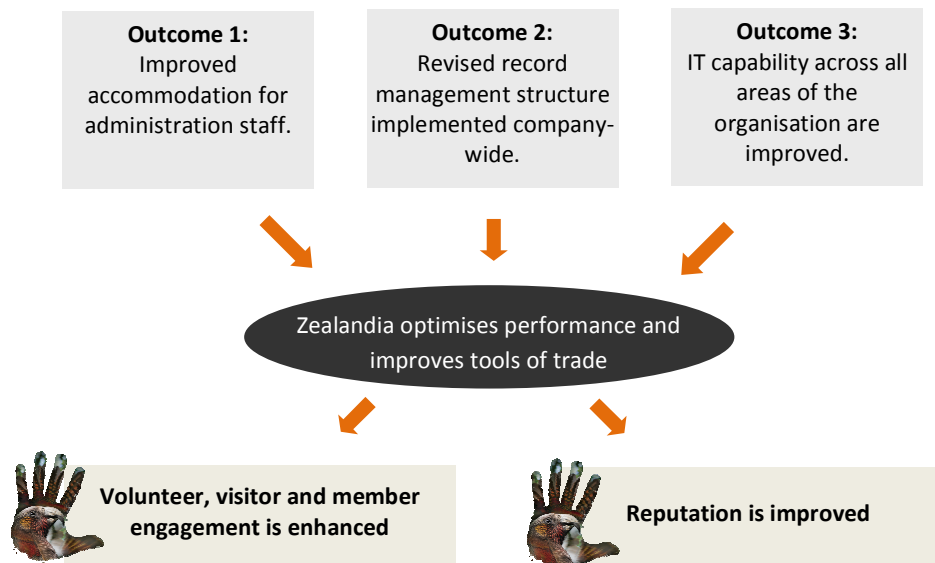 Outcome 1:
Improved
accommodation for
administration staff.
Outcome 2:
Revised record
management structure
implemented company-
wide.
Outcome 3:
IT capability across all
areas of the
organisation are
improved.
Zealandia optimises performance and
improves tools of trade
Volunteer, visitor and member
engagement is enhanced
Reputation is improved